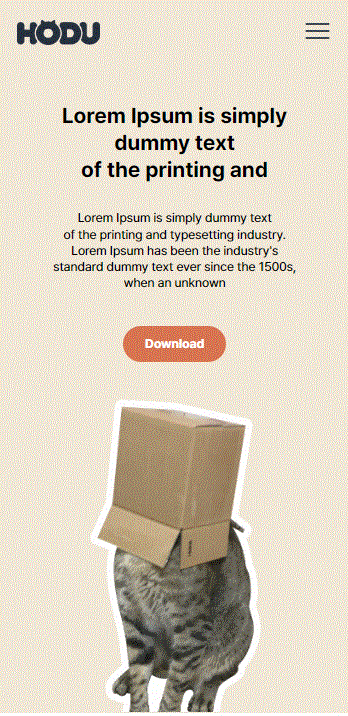 HODU
Lorem Ipsum is simply
dummy text
of the printing and
Lorem Ipsum is simply dummy text
of the printing and typesetting industry.
Lorem Ipsum has been the industry's
standard dummy text ever since the 1500s,
when an unknown
Download